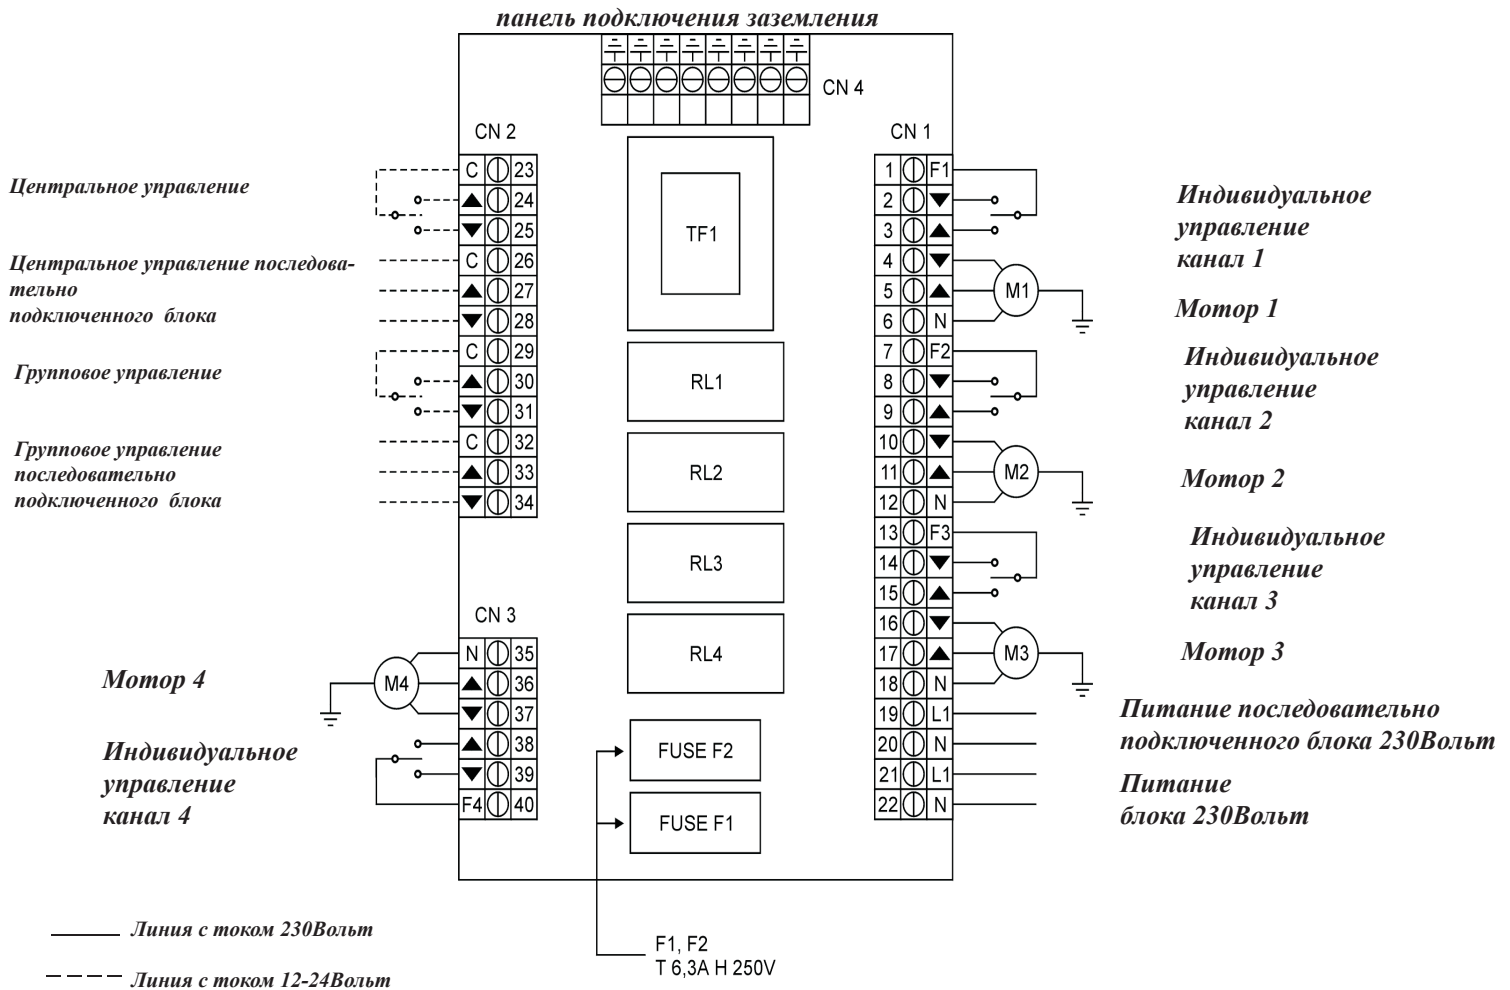 панель подключения заземления
CN 4
CN 2
C 23
▲ 24
▼ 25
C 26
▲ 27
▼ 28
C 29
▲ 30
▼ 31
C 32
▲ 33
▼ 34
Центральное управление
Центральное управление последова-
тельно
подключенного блока
Групповое управление
Групповое управление
последовательно
подключенного блока
CN 3
N 35
▲ 36
▼ 37
▲ 38
▼ 39
F4 40
M4
Мотор 4
Индивидуальное
управление
канал 4
TF1
RL1
RL2
RL3
RL4
FUSE F2
FUSE F1
CN 1
1 F1
2 ▼
3 ▲
4 ▼
5 ▲
6 N
7 F2
8 ▼
9 ▲
10 ▼
11 ▲
12 N
13 F3
14 ▼
15 ▲
16 ▼
17 ▲
18 N
19 L1
20 N
21 L1
22 N
M1
M2
M3
Индивидуальное
управление
канал 1
Мотор 1
Индивидуальное
управление
канал 2
Мотор 2
Индивидуальное
управление
канал 3
Мотор 3
Питание последовательно
подключенного блока 230Вольт
Питание
блока 230Вольт
Линия с током 230Вольт
Линия с током 12-24Вольт
F1, F2
T 6,3A H 250V